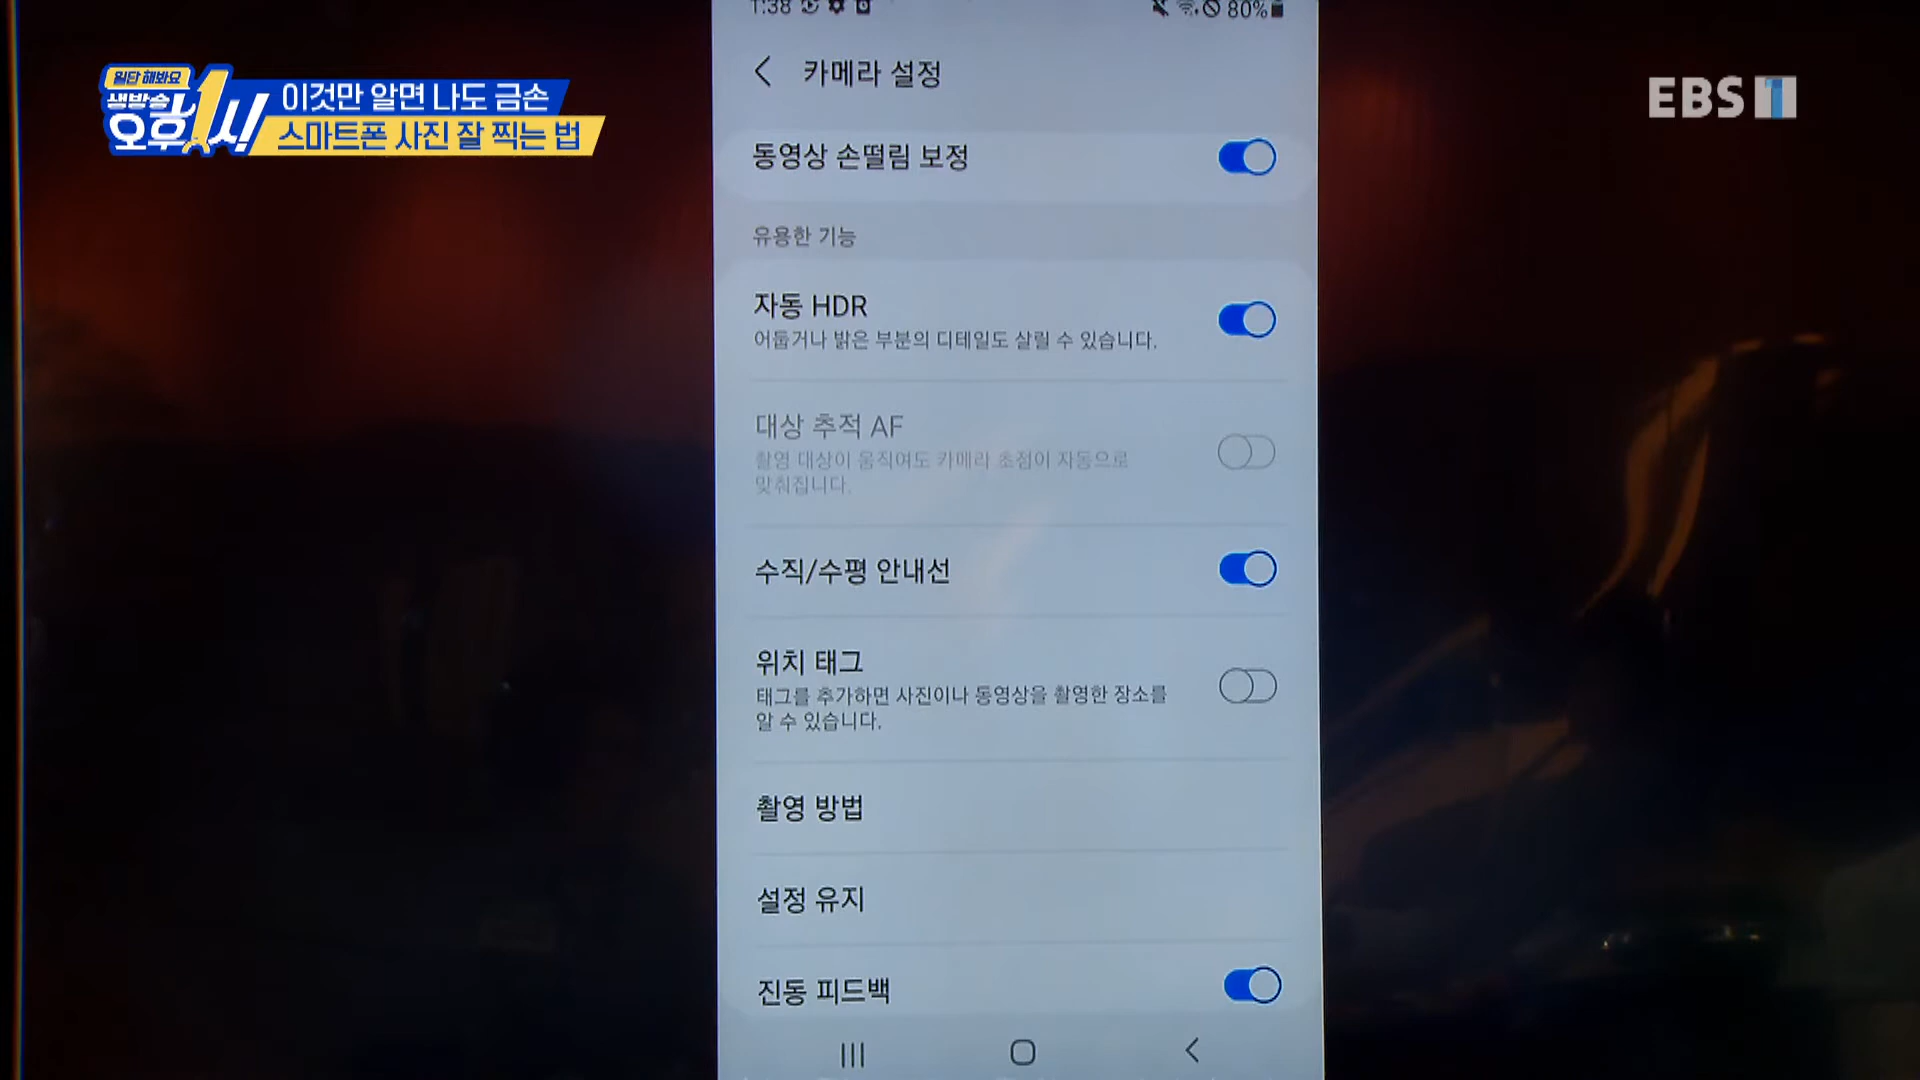 일단 해봐요
생방송
오후1시!
이것만 알면 나도 금손
스마트폰 사진 잘 찍는 법
EBS 1
1:38
80%
카메라 설정
동영상 손떨림 보정
유용한 기능
자동 HDR
어둡거나 밝은 부분의 디테일도 살릴 수 있습니다.
대상 추적 AF
촬영 대상이 움직여도 카메라 초점이 자동으로
맞춰집니다.
수직/수평 안내선
위치 태그
태그를 추가하면 사진이나 동영상을 촬영한 장소를
알 수 있습니다.
촬영 방법
설정 유지
진동 피드백